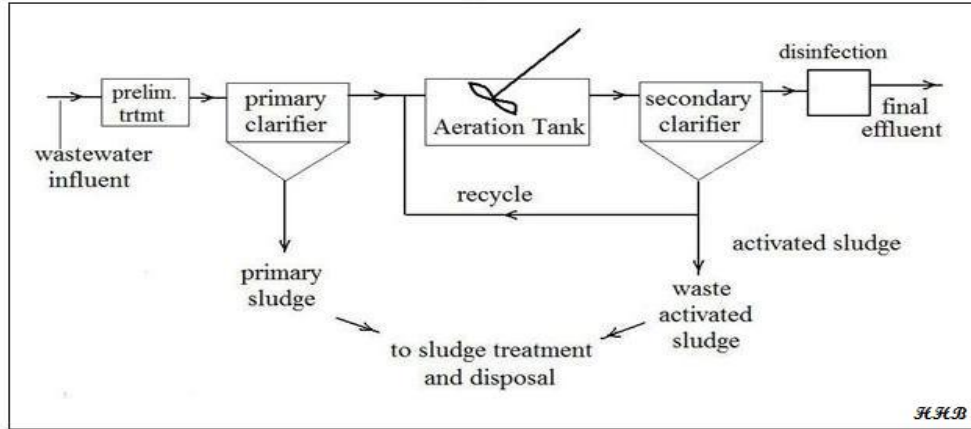 prelim.
trtmt
wastewater
influent
primary
clarifier
Aeration Tank
secondary
clarifier
disinfection
final
effluent
recycle
activated sludge
primary
sludge
waste
activated
sludge
to sludge treatment
and disposal
HHB